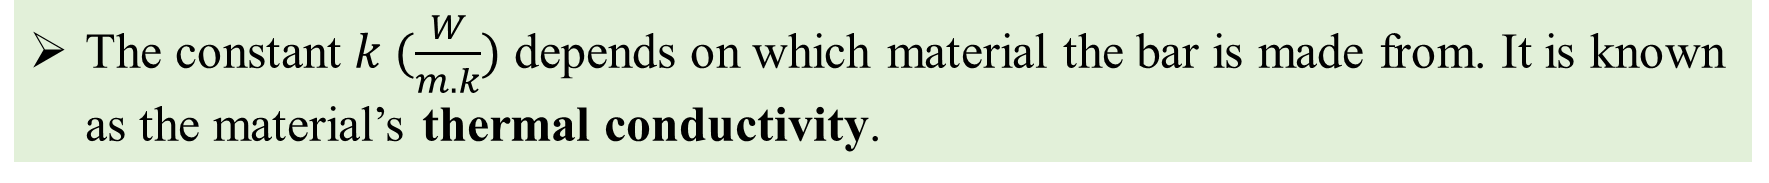 ➢ The constant k (W/m.k) depends on which material the bar is made from. It is known
as the material’s thermal conductivity.